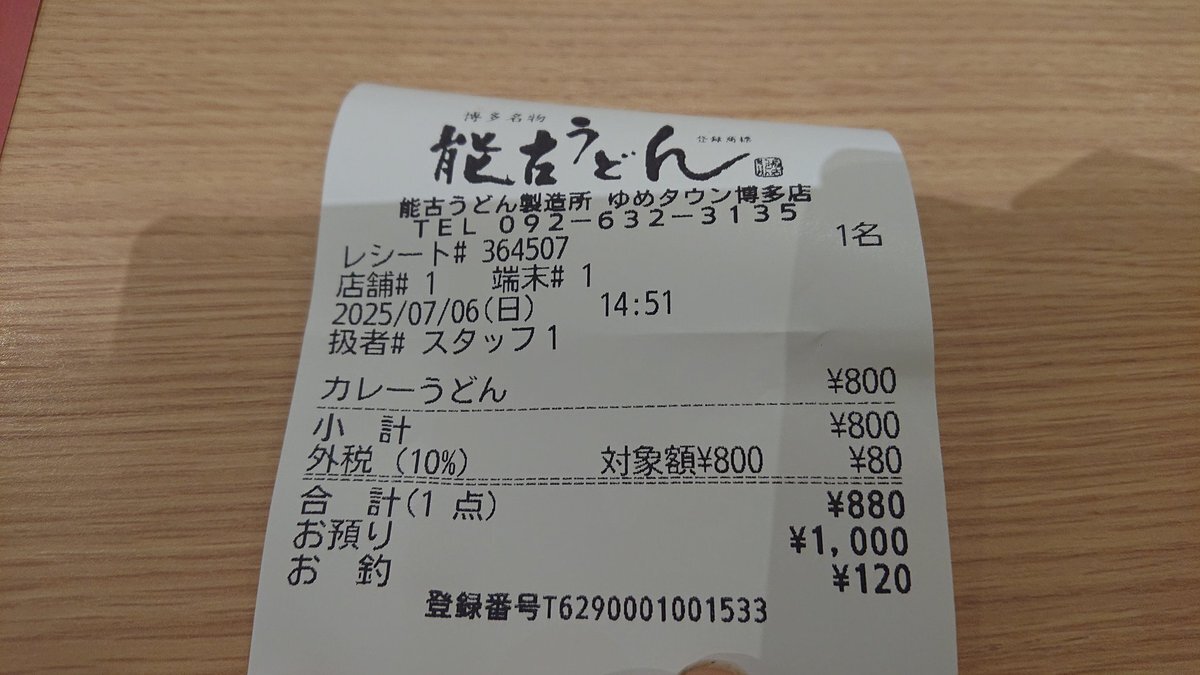 博多名物
能古うどん 登録商標
能古うどん製造所 ゆめタウン博多店
TEL 092-632-3135
1名
レシート# 364507
店舗# 1 端末# 1
2025/07/06(日) 14:51
扱者# スタッフ1
カレーうどん ¥800
小 計 ¥800
外税 (10%) 対象額¥800 ¥80
合 計(1 点) ¥880
お預り ¥1,000
お 釣 ¥120
登録番号T6290001001533